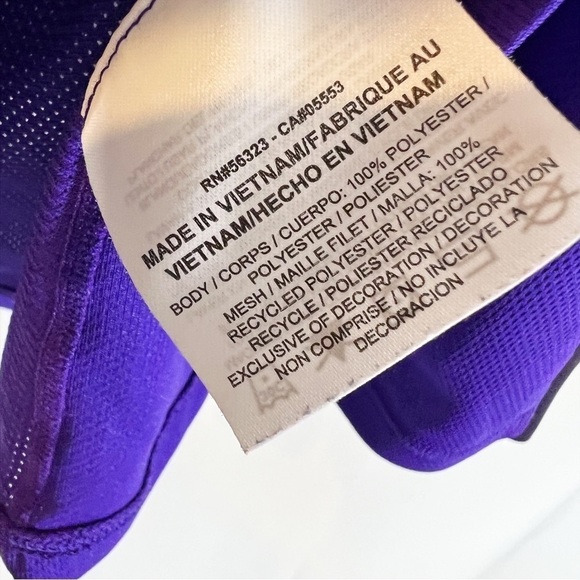 RN#56323 - CA#05553
MADE IN VIETNAM/FABRIQUE AU
VIETNAM/HECHO EN VIETNAM
BODY / CORPS / CUERPO: 100% POLYESTER /
POLYESTER / POLIESTER
MESH / MAILLE FILET / MALLA: 100%
RECYCLED POLYESTER / POLYESTER
RECYCLE / POLIESTER RECICLADO
EXCLUSIVE OF DECORATION / DECORATION
NON COMPRISE / NO INCLUYE LA
DECORACION